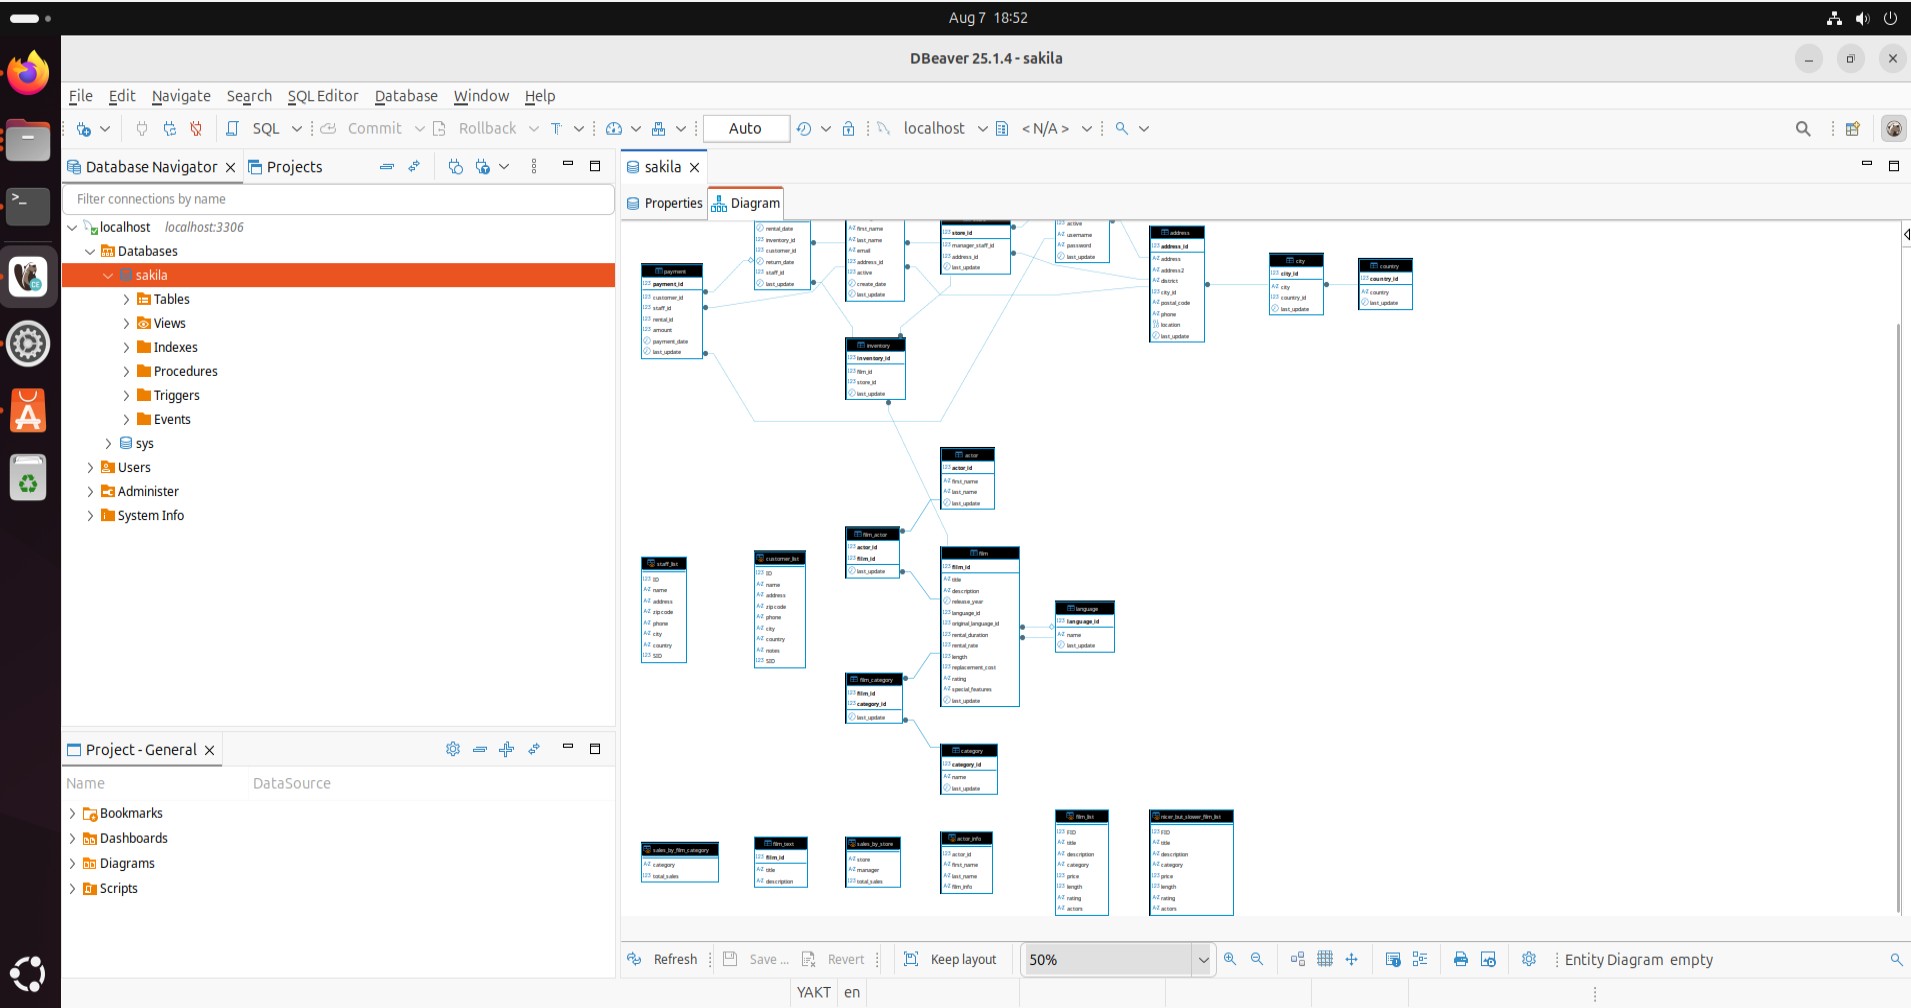 Aug 7 18:52
DBeaver 25.1.4 - sakila
File Edit Navigate Search SQL Editor Database Window Help
SQL Commit Rollback T Auto localhost < N/A >
Database Navigator Projects
Filter connections by name
localhost localhost:3306
Databases
sakila
Tables
Views
Indexes
Procedures
Triggers
Events
sys
Users
Administer
System Info
Project - General
Name DataSource
Bookmarks
Dashboards
Diagrams
Scripts
sakila
Properties Diagram
payment
payment_id
customer_id
staff_id
rental_id
amount
payment_date
last_update
rental_date
inventory_id
customer_id
return_date
staff_id
last_update
first_name
last_name
email
address_id
active
create_date
last_update
store_id
manager_staff_id
address_id
last_update
active
username
password
last_update
address
address_id
address
address2
district
city_id
postal_code
phone
location
last_update
city
city_id
city
country_id
last_update
country
country_id
country
last_update
inventory
inventory_id
film_id
store_id
last_update
actor
actor_id
first_name
last_name
last_update
film_actor
actor_id
film_id
last_update
film
film_id
title
description
release_year
language_id
original_language_id
rental_duration
rental_rate
length
replacement_cost
rating
special_features
last_update
language
language_id
name
last_update
staff_list
ID
name
address
zip code
phone
city
country
SID
customer_list
ID
name
address
zip code
phone
city
country
notes
SID
film_category
film_id
category_id
last_update
category
category_id
name
last_update
sales_by_film_category
category
total_sales
film_text
film_id
title
description
sales_by_store
store
manager
total_sales
actor_info
actor_id
first_name
last_name
film_info
film_list
FID
title
description
category
price
length
rating
actors
nicer_but_slower_film_list
FID
title
description
category
price
length
rating
actors
Refresh Save ... Revert Keep layout 50% Entity Diagram empty
YAKT en